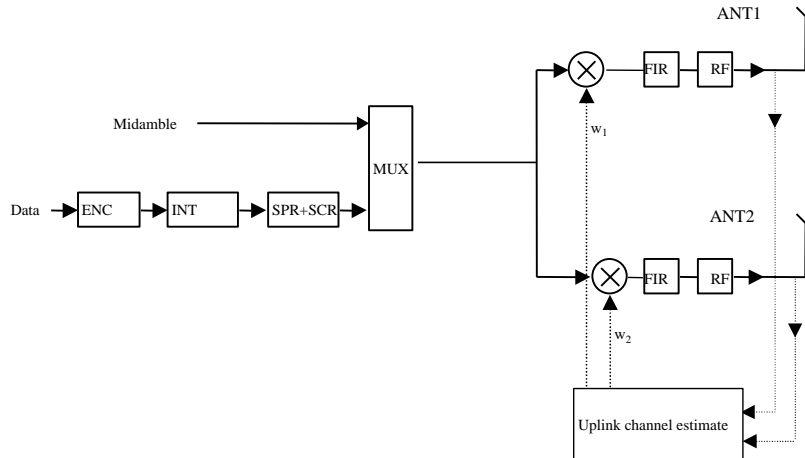 ANT1
FIR
RF
Midamble
w1
MUX
Data
ENC
INT
SPR+SCR
ANT2
FIR
RF
w2
Uplink channel estimate